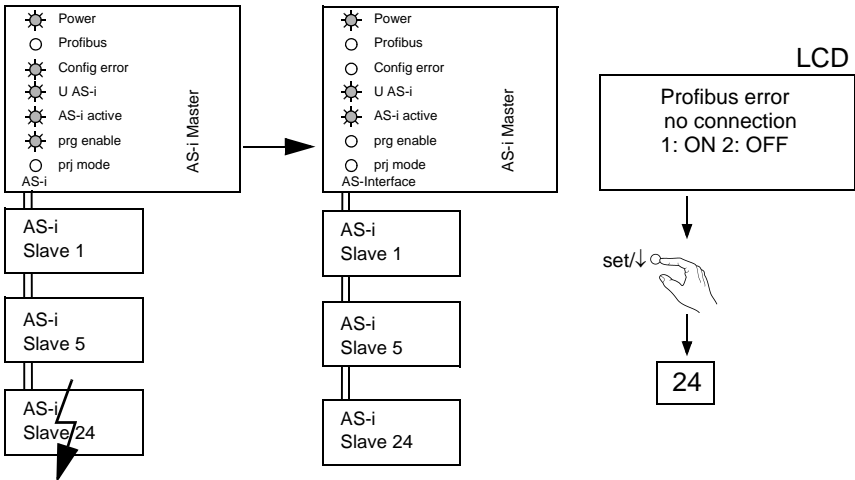 Power
Profibus
Config error
U AS-i
AS-i active
prg enable
prj mode
AS-i
AS-i Master
AS-i
Slave 1
AS-i
Slave 5
AS-i
Slave 24
Power
Profibus
Config error
U AS-i
AS-i active
prg enable
prj mode
AS-Interface
AS-i Master
AS-i
Slave 1
AS-i
Slave 5
AS-i
Slave 24
LCD
Profibus error
no connection
1: ON 2: OFF
set/↓
24